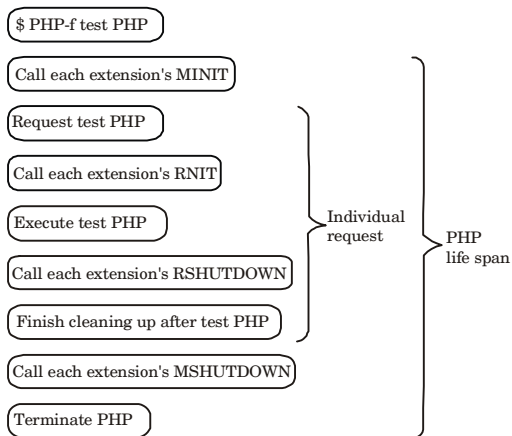 $ PHP-f test PHP
Call each extension's MINIT
Request test PHP
Call each extension's RNIT
Execute test PHP
Call each extension's RSHUTDOWN
Finish cleaning up after test PHP
Call each extension's MSHUTDOWN
Terminate PHP
Individual
request
PHP
life span